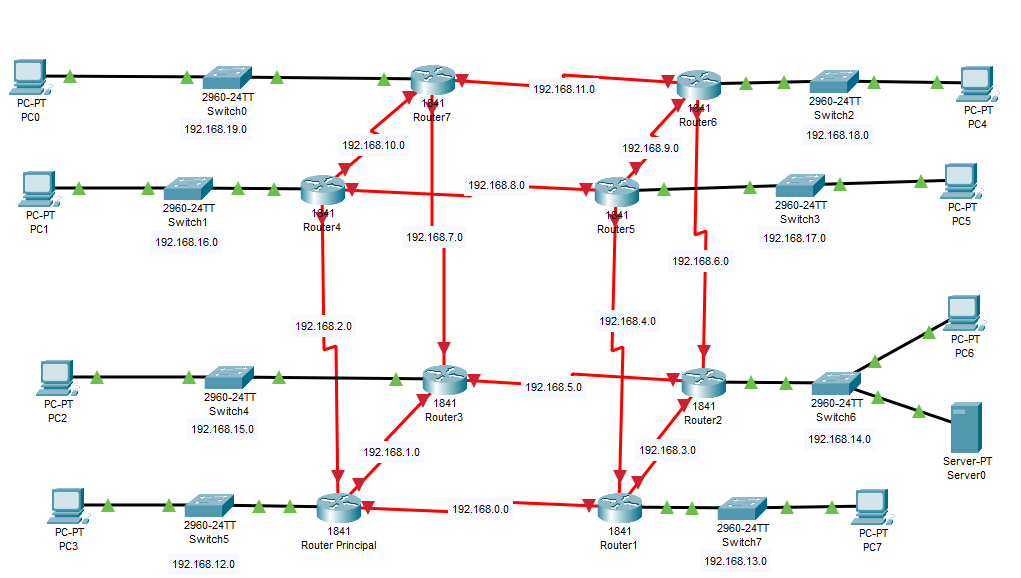 PC-PT
PC0
2960-24TT
Switch0
192.168.19.0
1841
Router7
192.168.11.0
1841
Router6
2960-24TT
Switch2
192.168.18.0
PC-PT
PC4
192.168.10.0
192.168.9.0
PC-PT
PC1
2960-24TT
Switch1
192.168.16.0
1841
Router4
192.168.8.0
1841
Router5
2960-24TT
Switch3
192.168.17.0
PC-PT
PC5
192.168.7.0
192.168.6.0
192.168.2.0
192.168.4.0
PC-PT
PC6
PC-PT
PC2
2960-24TT
Switch4
192.168.15.0
1841
Router3
192.168.5.0
1841
Router2
2960-24TT
Switch6
192.168.14.0
Server-PT
Server0
192.168.1.0
192.168.3.0
PC-PT
PC3
2960-24TT
Switch5
192.168.12.0
1841
Router Principal
192.168.0.0
1841
Router1
2960-24TT
Switch7
192.168.13.0
PC-PT
PC7